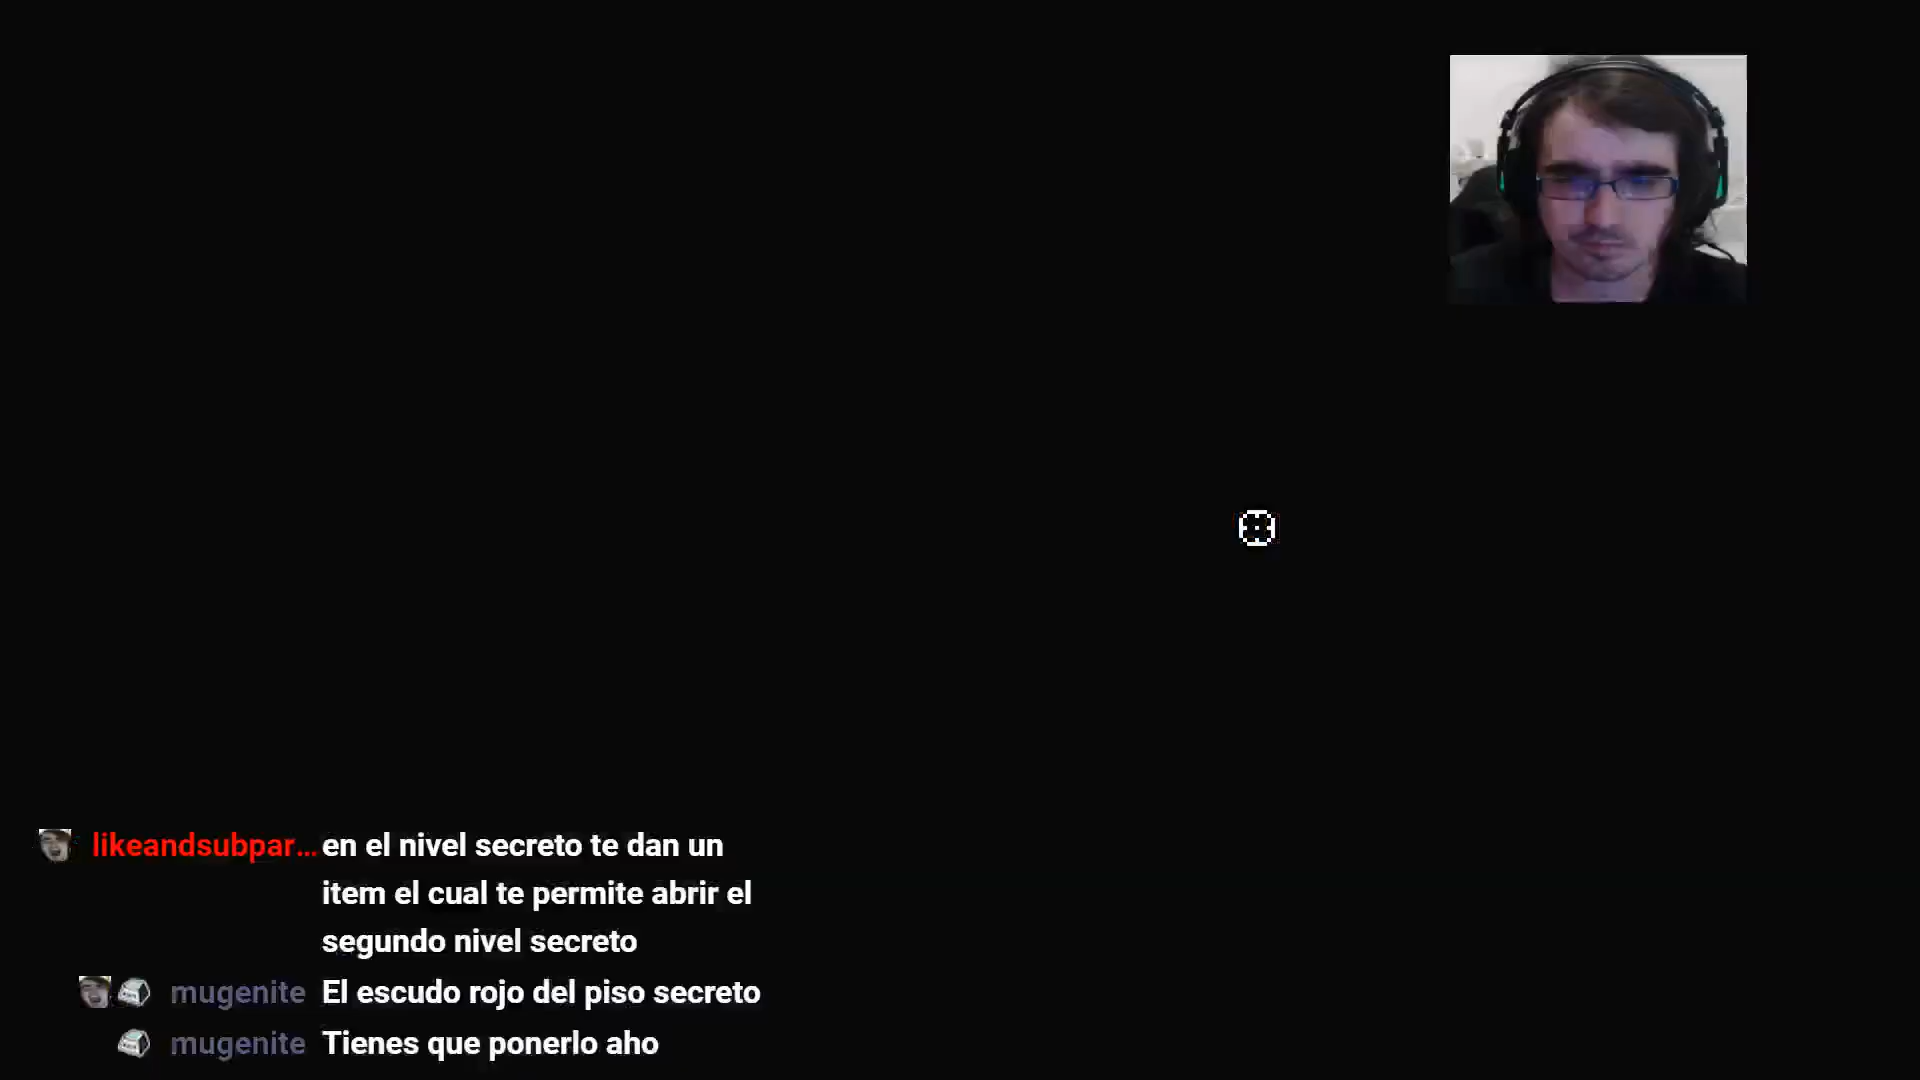 likeandsubpar… en el nivel secreto te dan un
item el cual te permite abrir el
segundo nivel secreto
mugenite El escudo rojo del piso secreto
mugenite Tienes que ponerlo aho